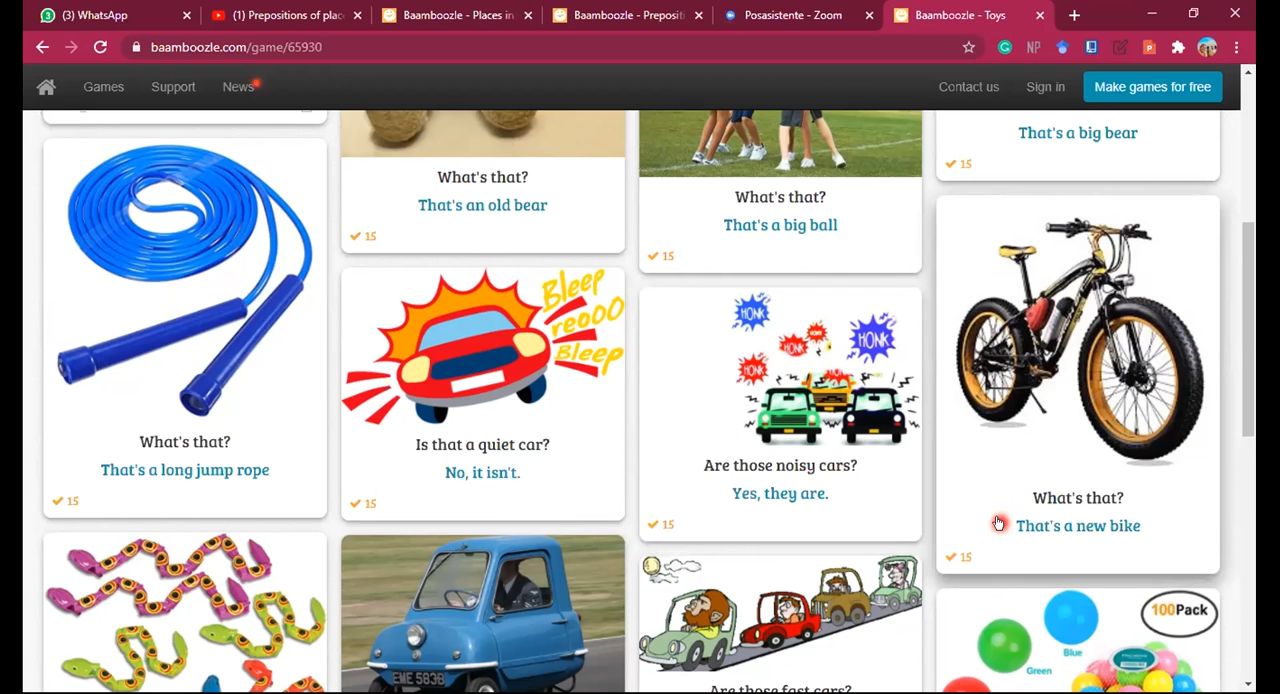 (3) WhatsApp
(1) Prepositions of plac
Baamboozle - Places in
Baamboozle - Prepositi
Posasistente - Zoom
Baamboozle - Toys
baamboozle.com/game/65930
Games
Support
News
Contact us
Sign in
Make games for free
What's that?
That's a long jump rope
15
What's that?
That's an old bear
15
Bleep
reooo
Bleep
Is that a quiet car?
No, it isn't.
15
EME 583B
What's that?
That's a big ball
15
HONK
HONK
HONK
HONK
HONK
Are those noisy cars?
Yes, they are.
15
Are those fast cars?
That's a big bear
15
What's that?
That's a new bike
15
100Pack
Blue
Green